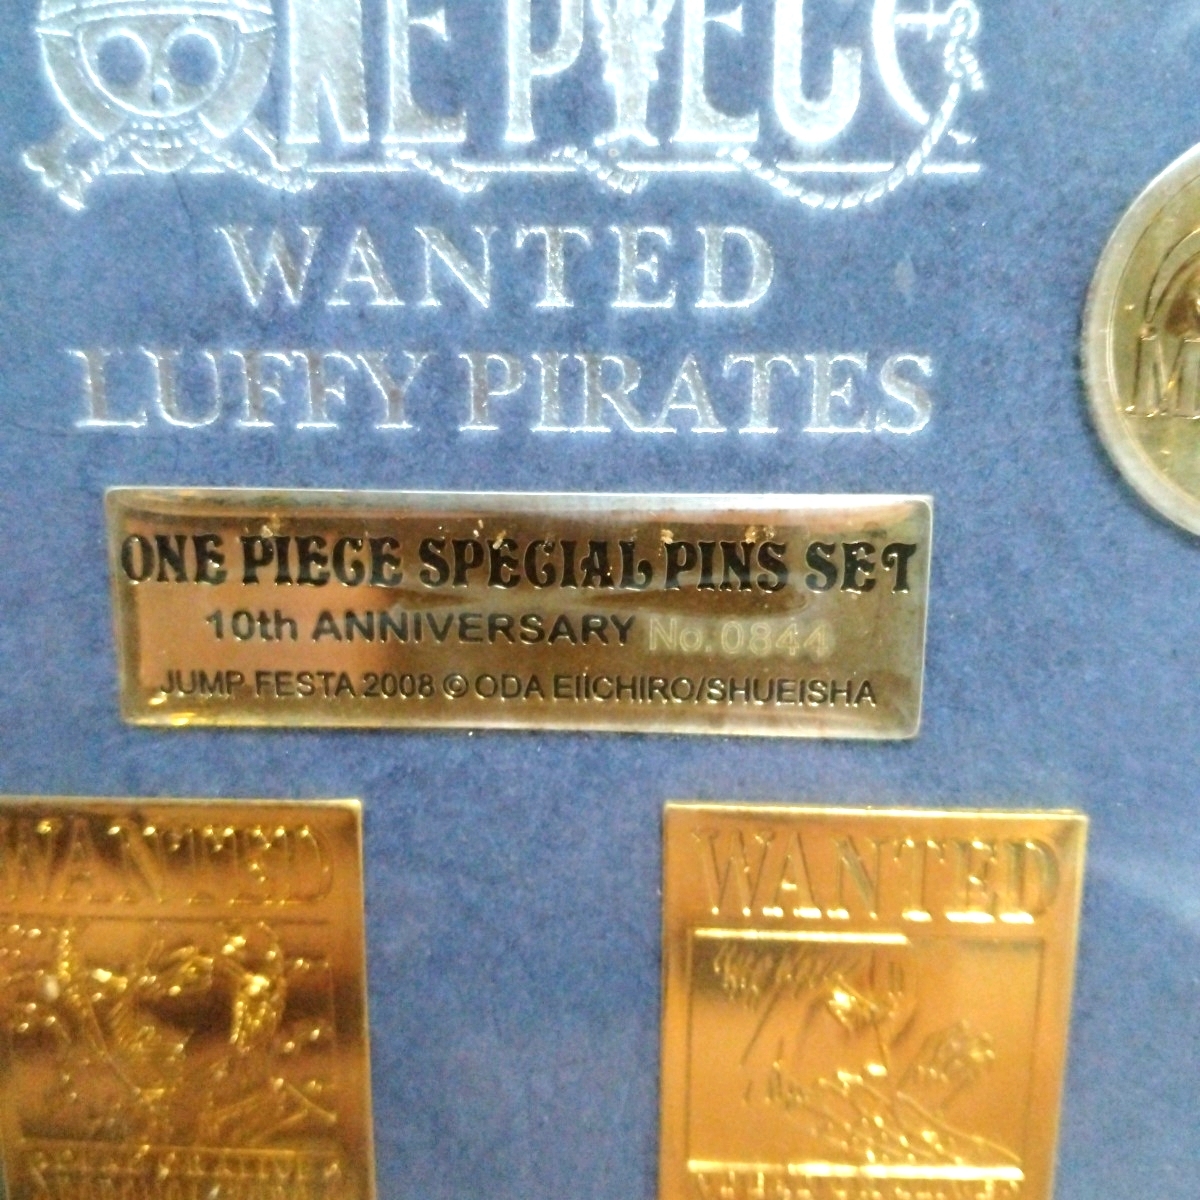 ONE PIECE
WANTED
LUFFY PIRATES
ONE PIECE SPECIAL PINS SET
10th ANNIVERSARY No.0844
JUMP FESTA 2008 © ODA EIICHIRO/SHUEISHA
WANTED
WANTED